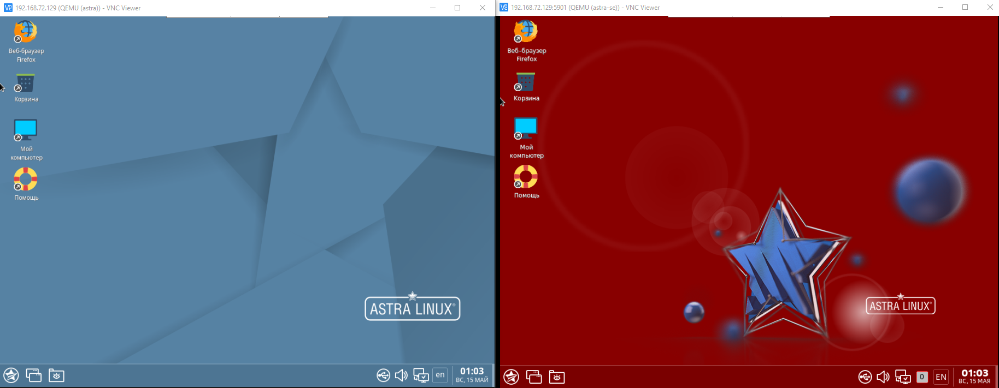 192.168.72.129 (QEMU (astra)) - VNC Viewer
Веб-браузер
Firefox
Корзина
Мой
компьютер
Помощь
ASTRA LINUX®
en
01:03
ВС, 15 МАЙ
192.168.72.129:5901 (QEMU (astra-se)) - VNC Viewer
Веб-браузер
Firefox
Корзина
Мой
компьютер
Помощь
ASTRA LINUX®
0
EN
01:03
ВС, 15 МАЯ